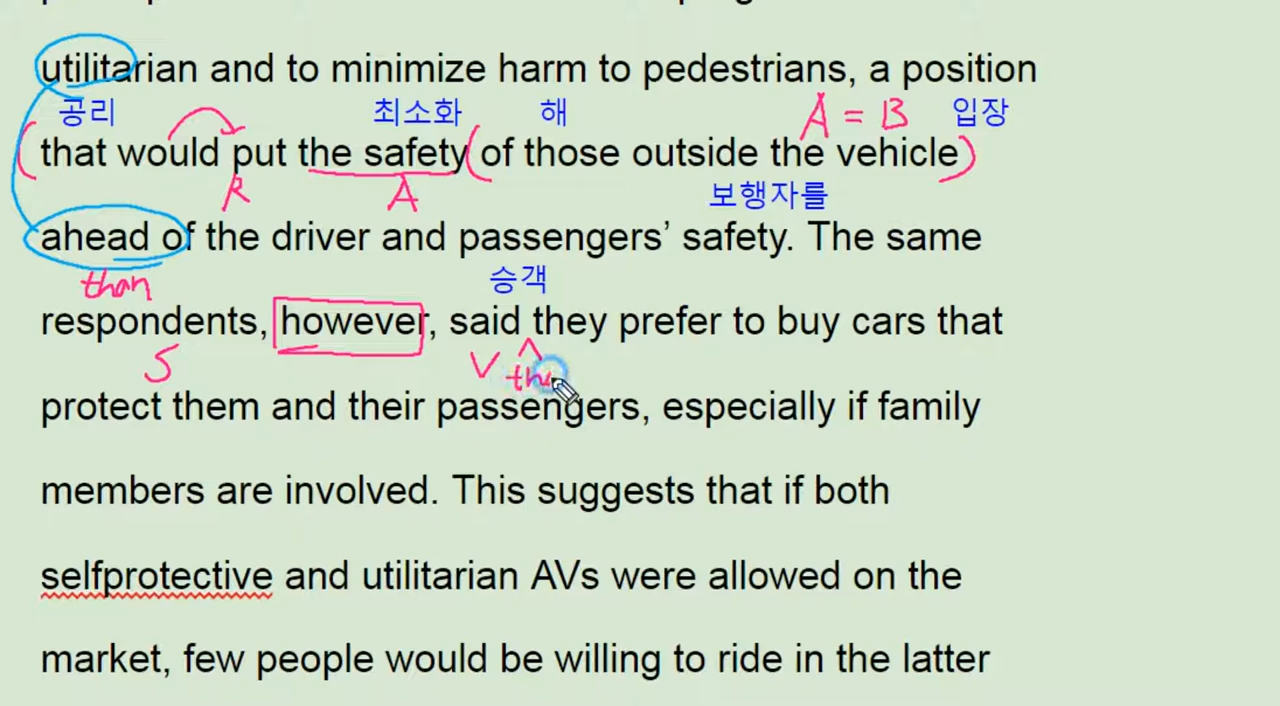 utilitarian and to minimize harm to pedestrians, a position
공리 최소화 해 A = B 입장
that would put the safety of those outside the vehicle
R A 보행자를
ahead of the driver and passengers' safety. The same
than 승객
respondents, however, said they prefer to buy cars that
S V
protect them and their passengers, especially if family
members are involved. This suggests that if both
selfprotective and utilitarian AVs were allowed on the
market, few people would be willing to ride in the latter